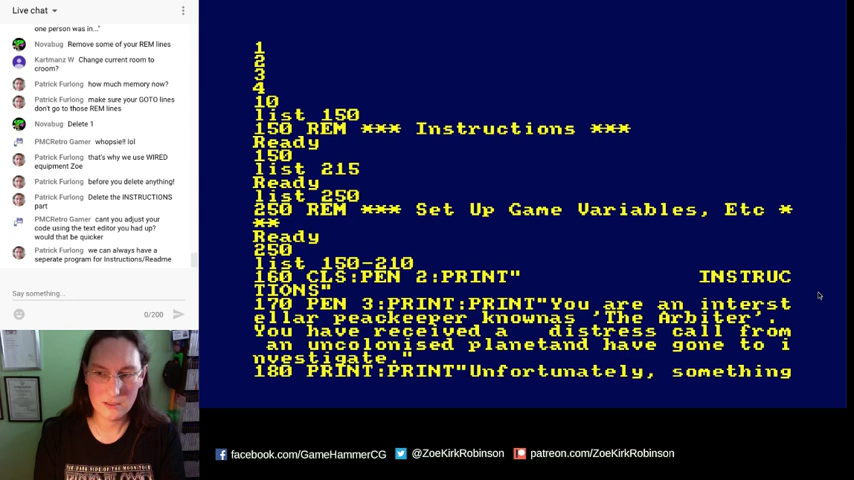 Live chat
one person was in..."
Novabug Remove some of your REM lines
Kartmanz W Change current room to
croom?
Patrick Furlong how much memory now?
Patrick Furlong make sure your GOTO lines
don't go to those REM lines
Novabug Delete 1
PMCRetro Gamer whopsie!! lol
Patrick Furlong that's why we use WIRED
equipment Zoe
Patrick Furlong before you delete anything!
Patrick Furlong Delete the INSTRUCTIONS
part
PMCRetro Gamer cant you adjust your
code using the text editor you had up?
would that be quicker
Patrick Furlong we can always have a
seperate program for Instructions/Readme
Say something...
0/200
1
2
3
4
10
list 150
150 REM *** Instructions ***
Ready
150
list 215
Ready
list 250
250 REM *** Set Up Game Variables, Etc *
**
Ready
250
list 150-210
160 CLS:PEN 2:PRINT" INSTRUC
TIONS"
170 PEN 3:PRINT:PRINT"You are an interst
ellar peackeeper knownas 'The Arbiter'.
You have received a distress call from
an uncolonised planetand have gone to i
nvestigate."
180 PRINT:PRINT"Unfortunately, something
facebook.com/GameHammerCG @ZoeKirkRobinson patreon.com/ZoeKirkRobinson